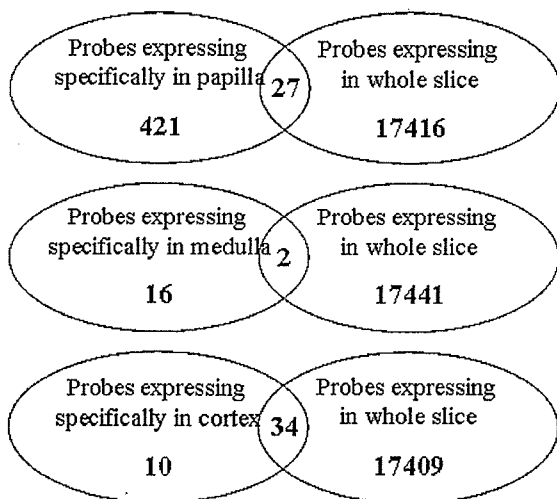 Probes expressing
specifically in papilla
27
Probes expressing
in whole slice
421
17416
Probes expressing
specifically in medulla
2
Probes expressing
in whole slice
16
17441
Probes expressing
specifically in cortex
34
Probes expressing
in whole slice
10
17409